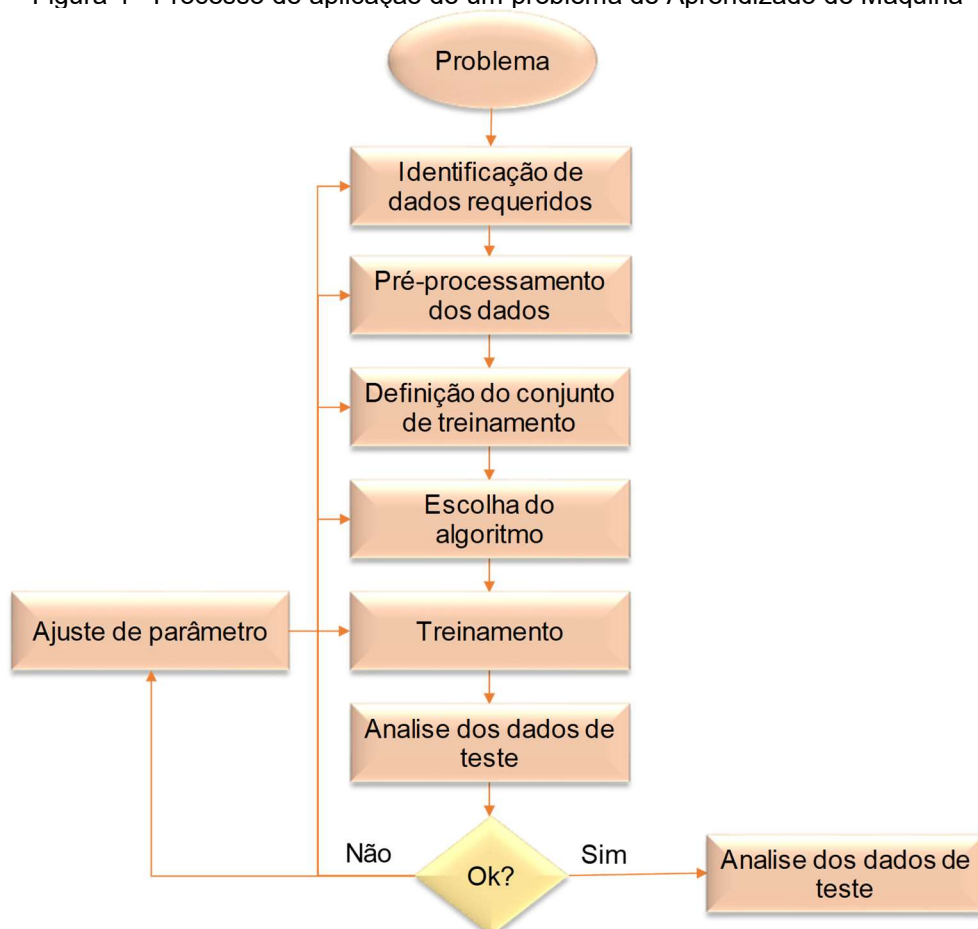 Problema
Identificação de
dados requeridos
Pré-processamento
dos dados
Definição do conjunto
de treinamento
Escolha do
algoritmo
Ajuste de parâmetro
Treinamento
Analise dos dados de
teste
Não
Ok?
Sim
Analise dos dados de
teste